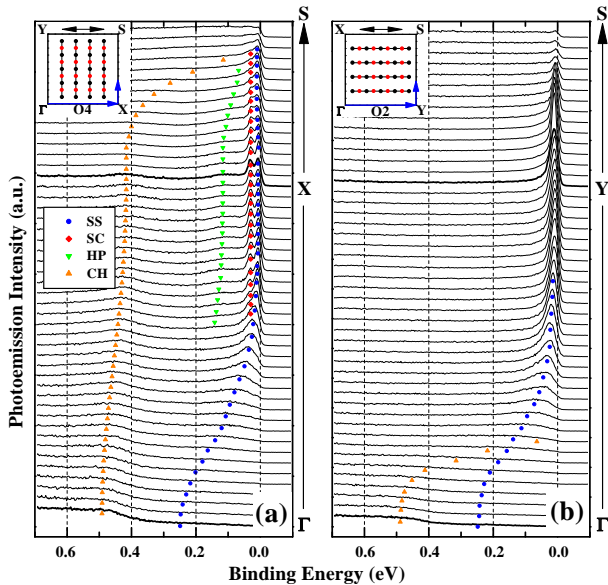 Y S
O4
Γ X
X S
O2
Γ Y
S
X
Γ
S
Y
Γ
SS
SC
HP
CH
(a)
(b)
Photoemission Intensity (a.u.)
0.6 0.4 0.2 0.0
0.6 0.4 0.2 0.0
Binding Energy (eV)